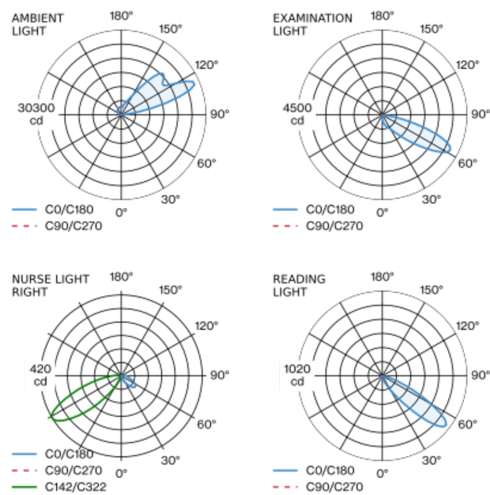 AMBIENT
LIGHT
180°
150°
120°
30300
cd
90°
60°
30°
0°
C0/C180
C90/C270
EXAMINATION
LIGHT
180°
150°
120°
4500
cd
90°
60°
30°
0°
C0/C180
C90/C270
NURSE LIGHT
RIGHT
180°
150°
120°
420
cd
90°
60°
30°
0°
C0/C180
C90/C270
C142/C322
READING
LIGHT
180°
150°
120°
1020
cd
90°
60°
30°
0°
C0/C180
C90/C270